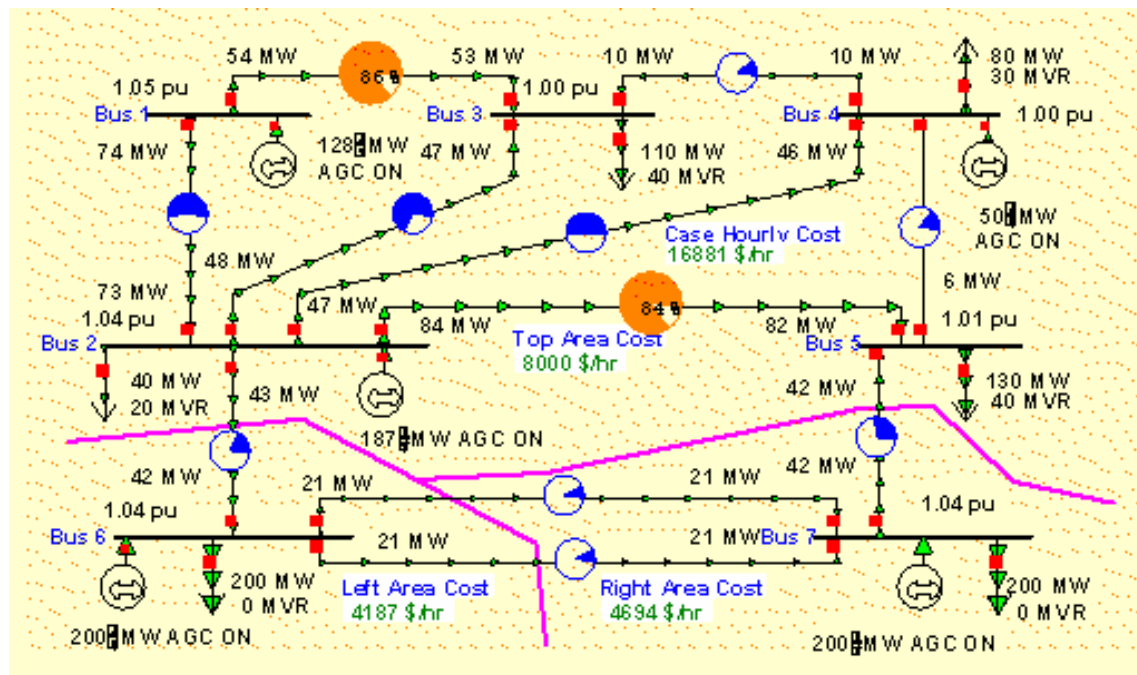 54 MW
86 %
53 MW
10 MW
10 MW
80 MW
30 MVR
1.05 pu
1.00 pu
Bus 1
Bus 3
Bus 4
1.00 pu
74 MW
128 MW
AGC ON
47 MW
110 MW
40 MVR
46 MW
50 MW
AGC ON
Case Hourly Cost
16881 $/hr
48 MW
73 MW
47 MW
6 MW
1.04 pu
84 MW
84 %
82 MW
1.01 pu
Bus 2
Top Area Cost
8000 $/hr
Bus 5
40 MW
20 MVR
43 MW
42 MW
130 MW
40 MVR
187 MW AGC ON
42 MW
21 MW
21 MW
42 MW
1.04 pu
1.04 pu
Bus 6
21 MW
21 MW
Bus 7
200 MW
0 MVR
Left Area Cost
4187 $/hr
Right Area Cost
4694 $/hr
200 MW
0 MVR
200 MW AGC ON
200 MW AGC ON